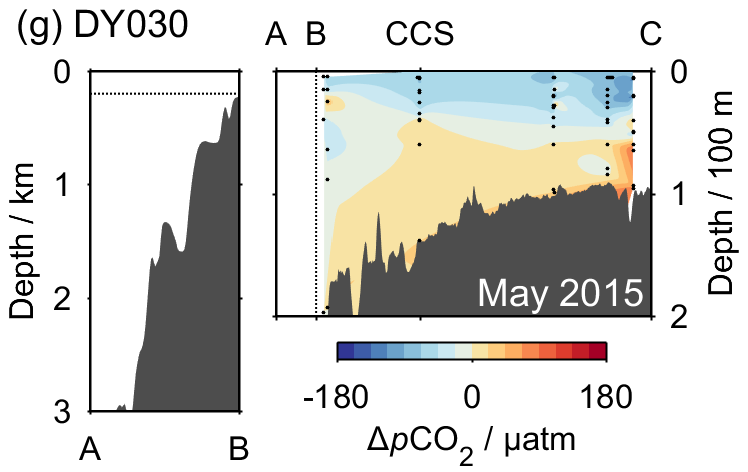 (g) DY030
A B CCS C
0
1
2
3
Depth / km
A B
0
1
2
Depth / 100 m
May 2015
-180 0 180
ΔpCO₂ / µatm